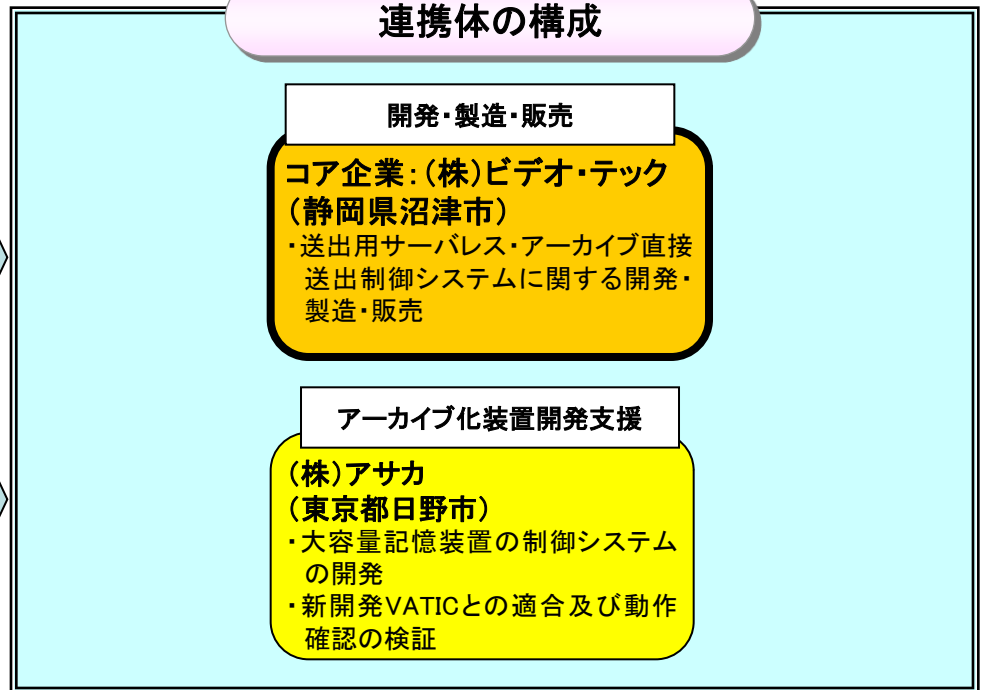 連携体の構成
開発・製造・販売
コア企業：（株）ビデオ・テック
（静岡県沼津市）
・送出用サーバレス・アーカイブ直接
送出制御システムに関する開発・
製造・販売
アーカイブ化装置開発支援
（株）アサカ
（東京都日野市）
・大容量記憶装置の制御システム
の開発
・新開発VATICとの適合及び動作
確認の検証